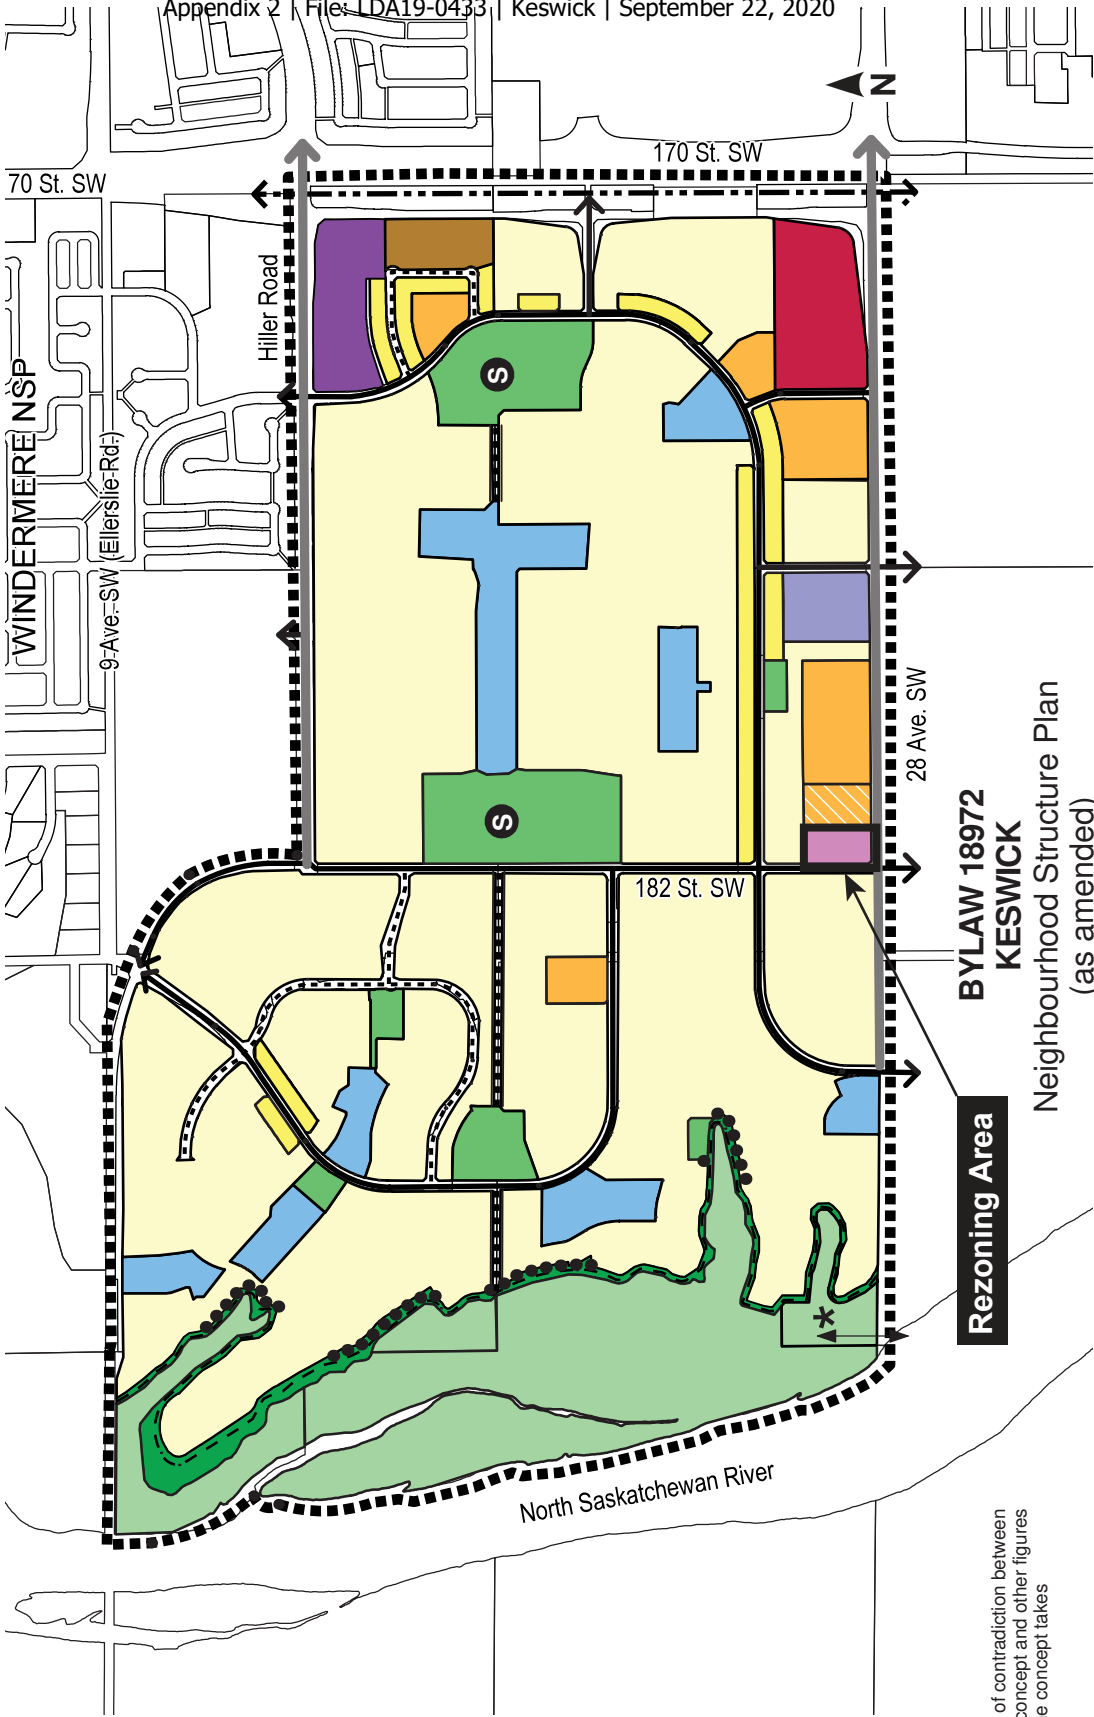 Appendix 2 | File: LDA19-0433 | Keswick | September 22, 2020
N
170 St. SW
70 St. SW
Hiller Road
WINDERMERE NSP
9 Ave. SW (Ellerslie Rd.)
S
S
28 Ave. SW
182 St. SW
BYLAW 18972
KESWICK
Neighbourhood Structure Plan
(as amended)
Rezoning Area
*
North Saskatchewan River
of contradiction between
concept and other figures
e concept takes